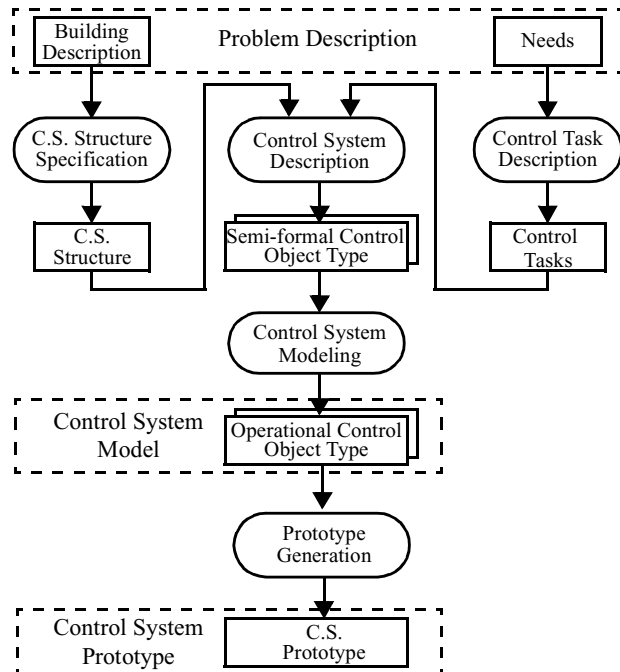 Building
Description
Problem Description
Needs
C.S. Structure
Specification
Control System
Description
Control Task
Description
C.S.
Structure
Semi-formal Control
Object Type
Control
Tasks
Control System
Modeling
Control System
Model
Operational Control
Object Type
Prototype
Generation
Control System
Prototype
C.S.
Prototype